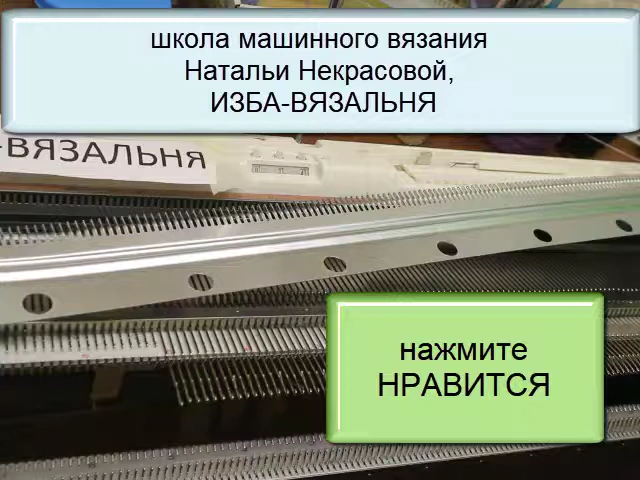 школа машинного вязания
Натальи Некрасовой,
ИЗБА-ВЯЗАЛЬНЯ
-ВЯЗАЛЬНЯ
нажмите
НРАВИТСЯ